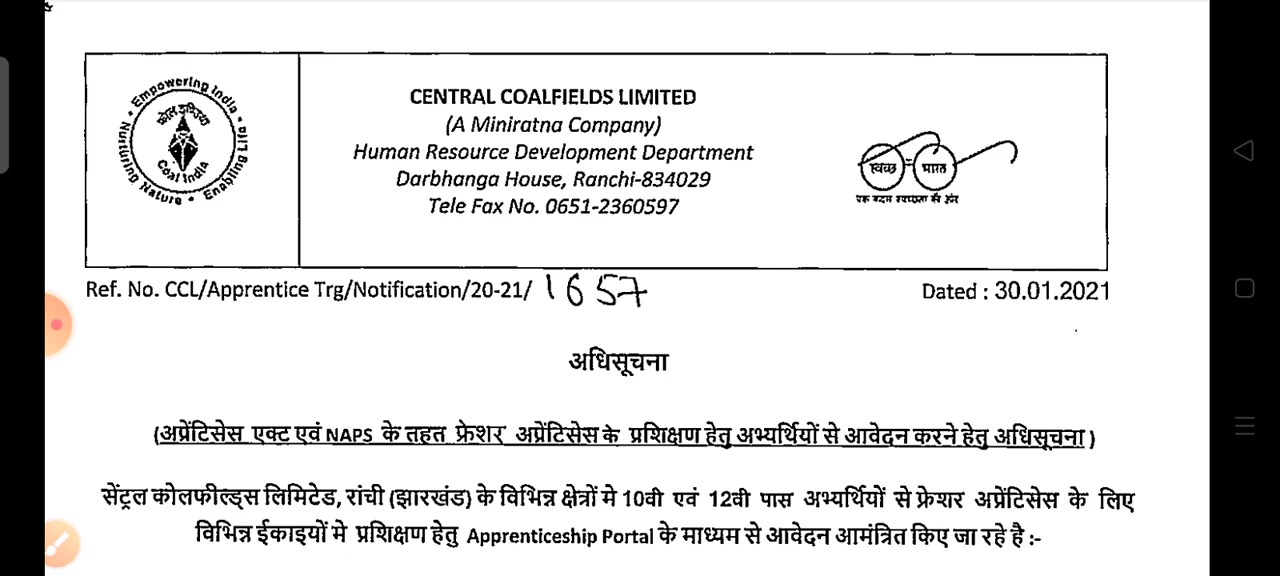 Empowering India • Enabling Life • Nurturing Nature •
कोल इण्डिया
Coal India
CENTRAL COALFIELDS LIMITED
(A Miniratna Company)
Human Resource Development Department
Darbhanga House, Ranchi-834029
Tele Fax No. 0651-2360597
स्वच्छ भारत
एक कदम स्वच्छता की ओर
Ref. No. CCL/Apprentice Trg/Notification/20-21/ 1657 Dated : 30.01.2021
अधिसूचना
(अप्रेंटिसेस एक्ट एवं NAPS के तहत फ्रेशर अप्रेंटिसेस के प्रशिक्षण हेतु अभ्यर्थियों से आवेदन करने हेतु अधिसूचना)
सेंट्रल कोलफील्ड्स लिमिटेड, रांची (झारखंड) के विभिन्न क्षेत्रों मे 10वी एवं 12वी पास अभ्यर्थियों से फ्रेशर अप्रेंटिसेस के लिए
विभिन्न ईकाइयों मे प्रशिक्षण हेतु Apprenticeship Portal के माध्यम से आवेदन आमंत्रित किए जा रहे है :-